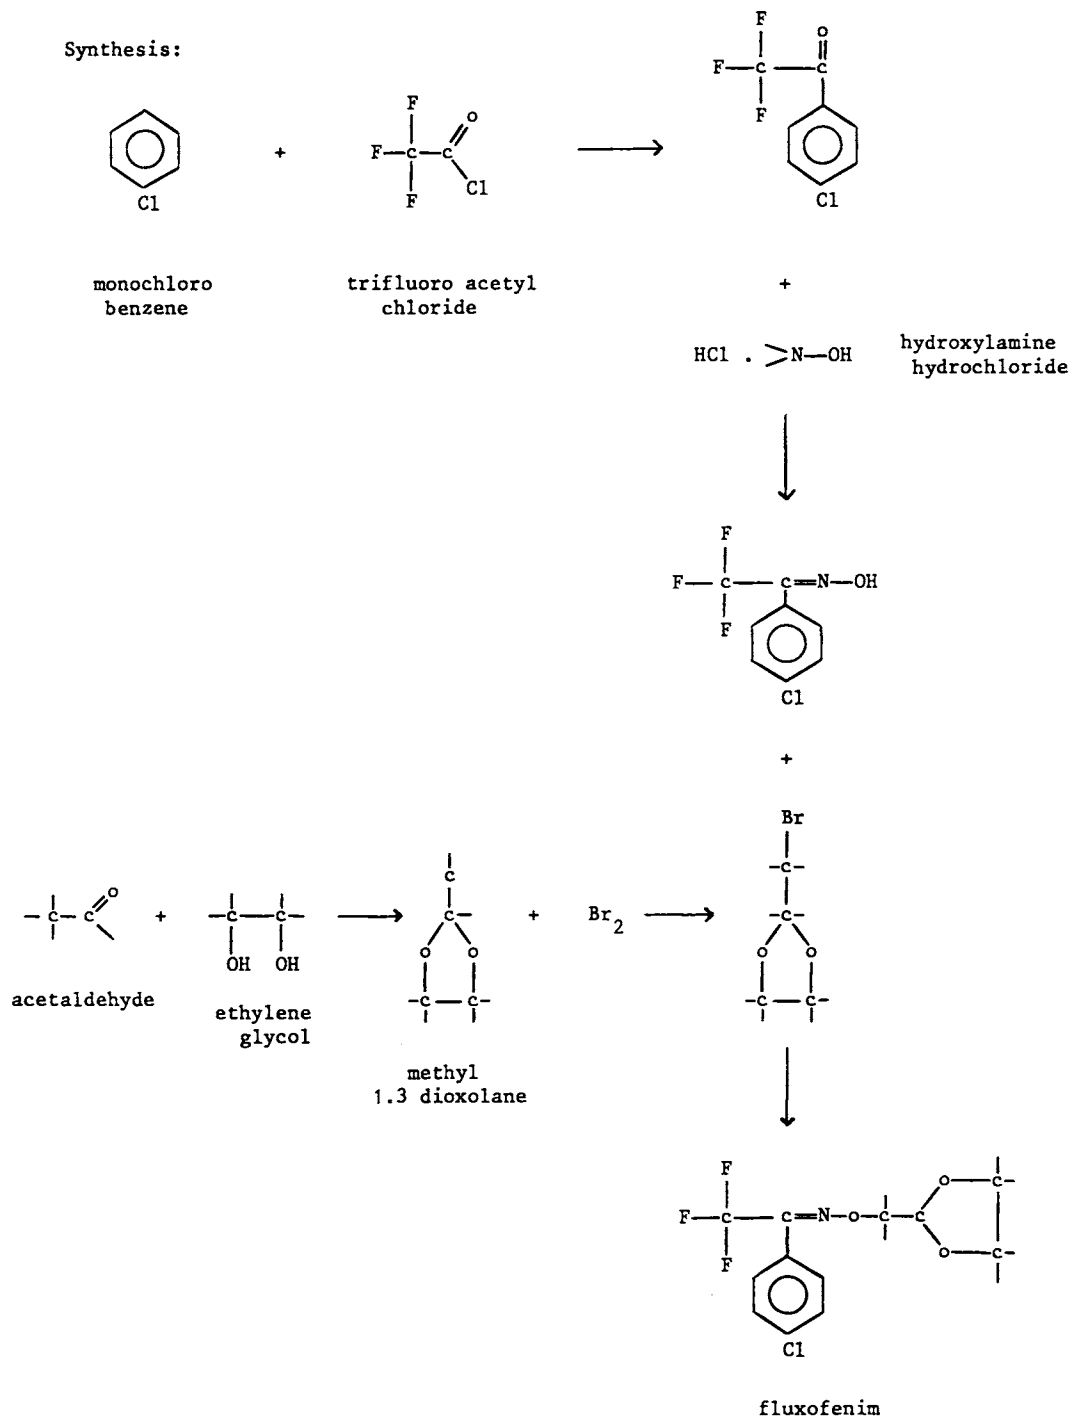 Synthesis:
Cl
+
F
F—C—C
O
F
Cl
F
F—C—C
O
F
Cl
monochloro
benzene
trifluoro acetyl
chloride
+
HCl . >N—OH
hydroxylamine
hydrochloride
F
F—C—C=N—OH
F
Cl
+
Br
-C-
-C-
O O
-C—C-
-C-C
O
+
-C—C-
OH OH
C
C-
O O
-C—C-
+
Br2
acetaldehyde
ethylene
glycol
methyl
1.3 dioxolane
F
F—C—C=N-O-C-C
O—C-
O—C-
F
Cl
fluxofenim